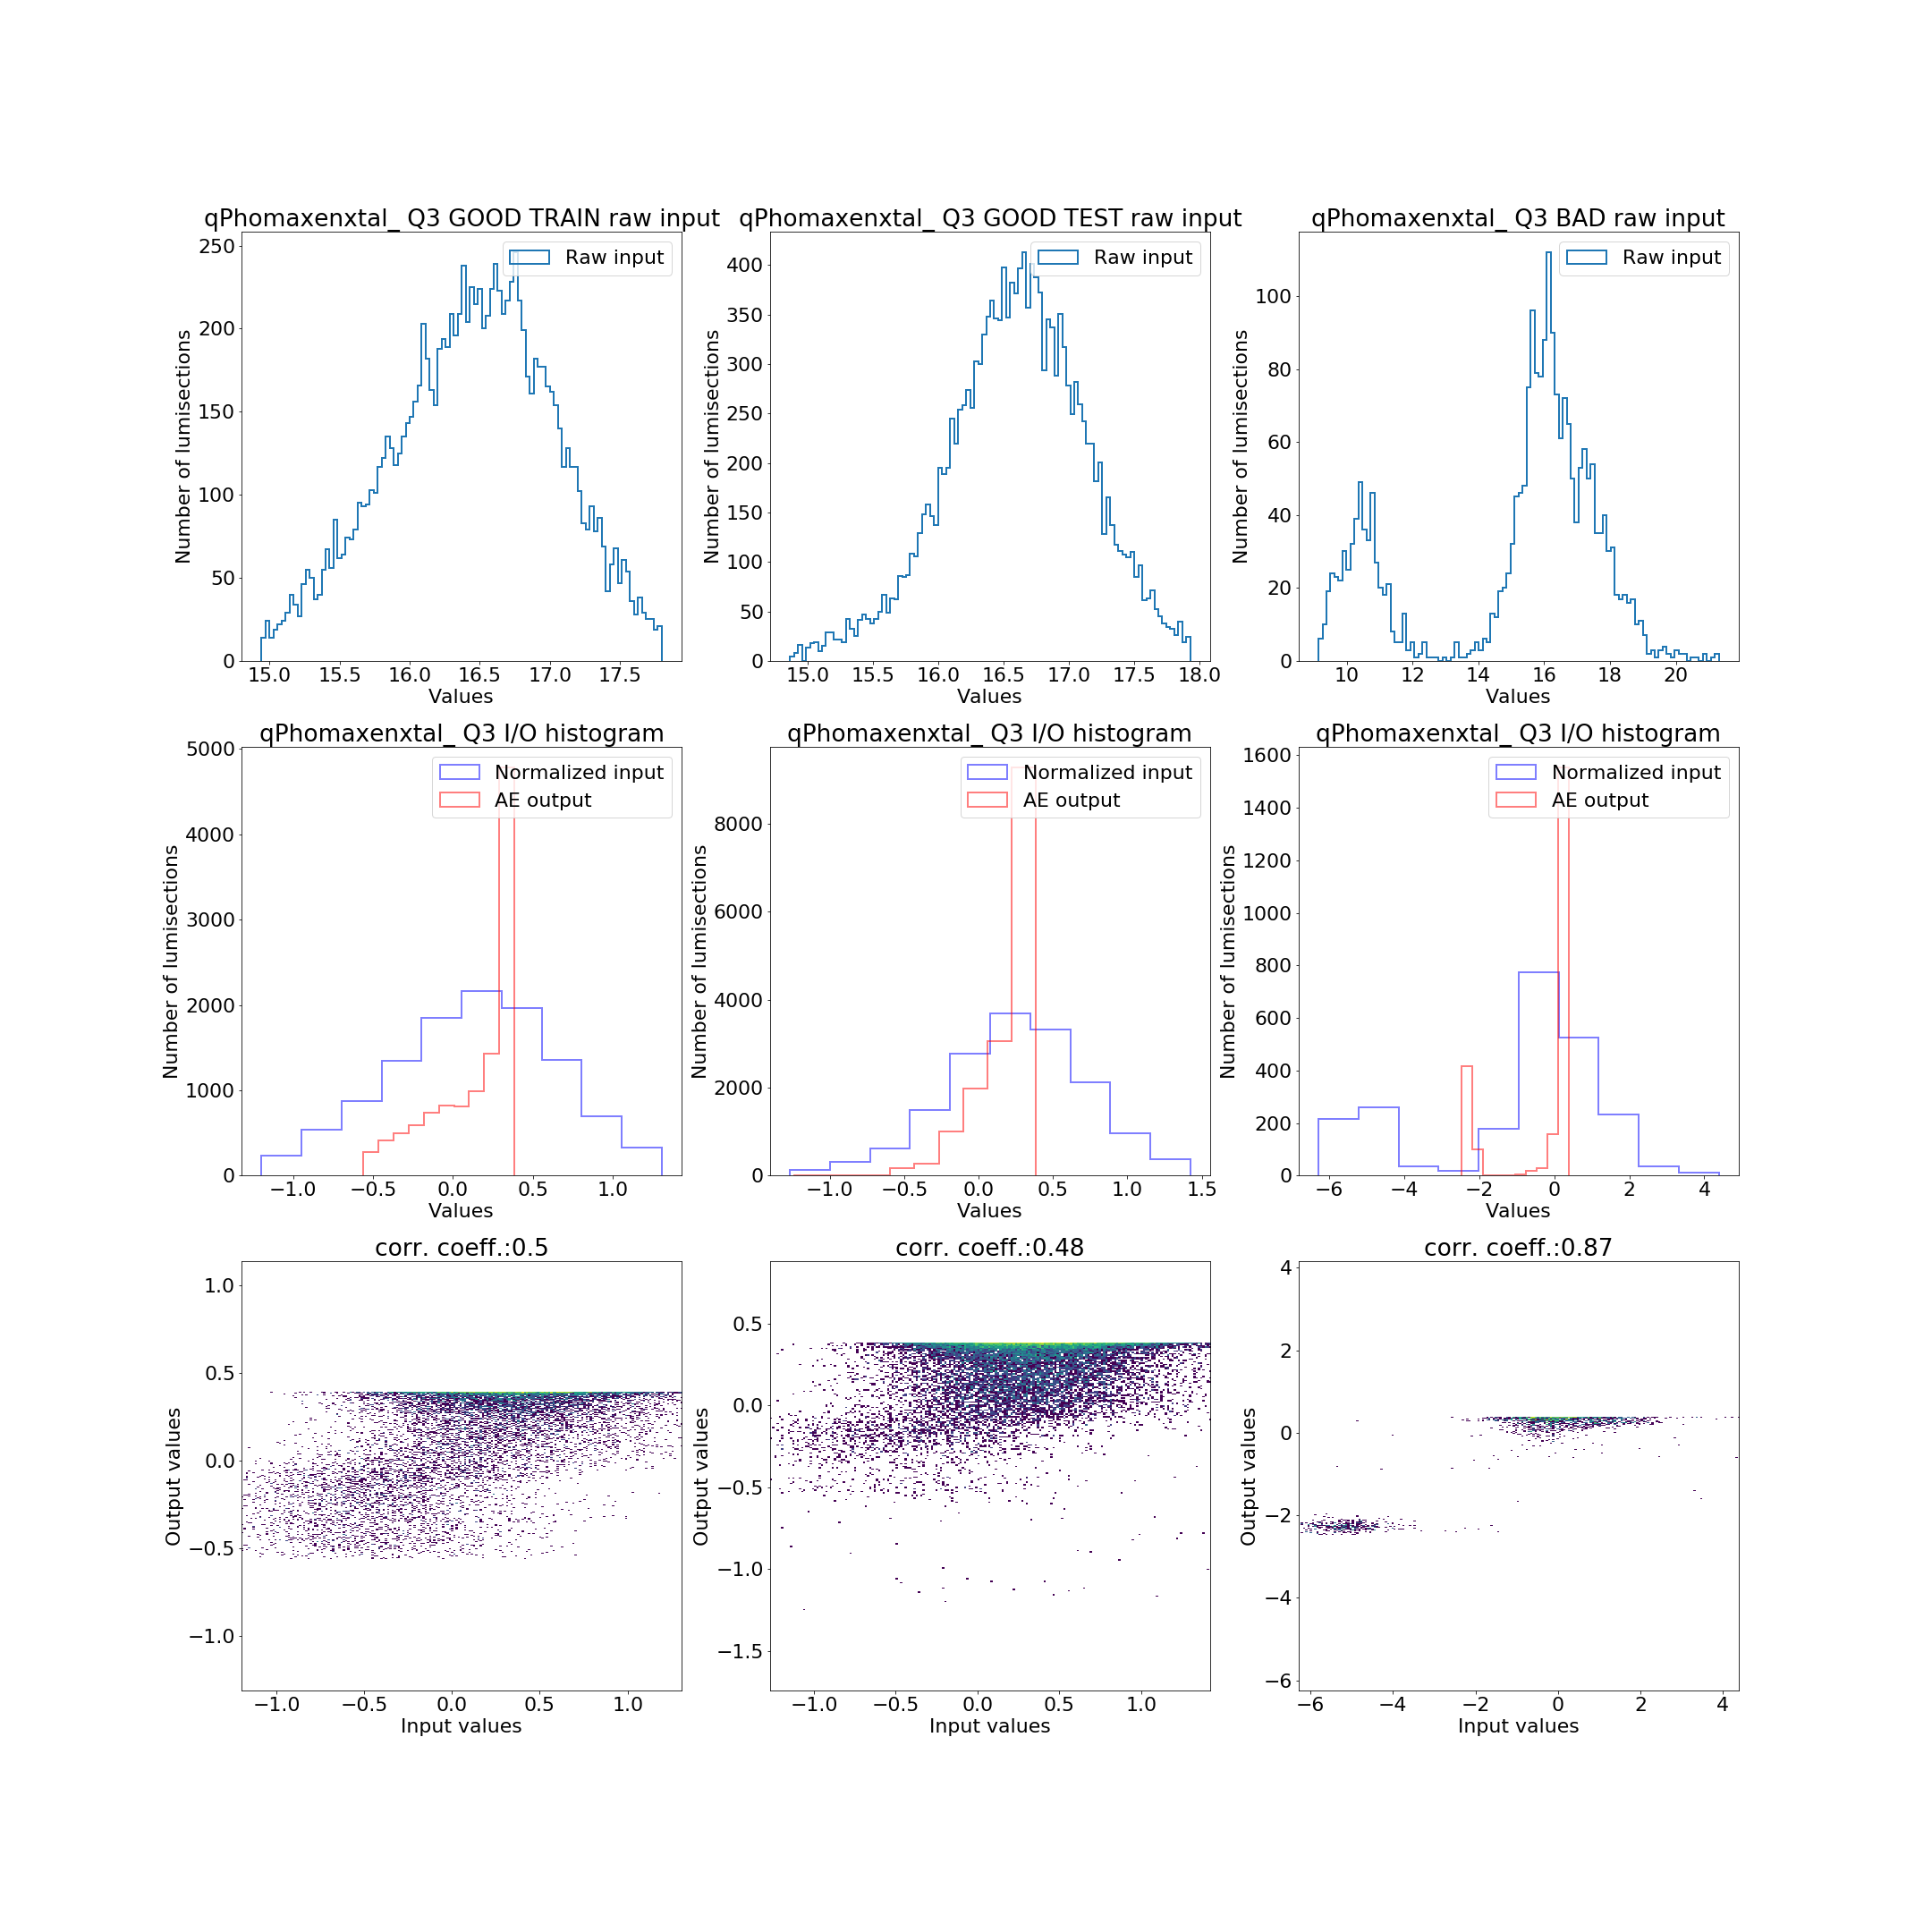 qPhomaxenxtal_ Q3 GOOD TRAIN raw input
Raw input
Number of lumisections
250
200
150
100
50
0
15.0 15.5 16.0 16.5 17.0 17.5
Values
qPhomaxenxtal_ Q3 GOOD TEST raw input
Raw input
Number of lumisections
400
350
300
250
200
150
100
50
0
15.0 15.5 16.0 16.5 17.0 17.5 18.0
Values
qPhomaxenxtal_ Q3 BAD raw input
Raw input
Number of lumisections
100
80
60
40
20
0
10 12 14 16 18 20
Values
qPhomaxenxtal_ Q3 I/O histogram
Normalized input
AE output
Number of lumisections
5000
4000
3000
2000
1000
0
−1.0 −0.5 0.0 0.5 1.0
Values
qPhomaxenxtal_ Q3 I/O histogram
Normalized input
AE output
Number of lumisections
8000
6000
4000
2000
0
−1.0 −0.5 0.0 0.5 1.0 1.5
Values
qPhomaxenxtal_ Q3 I/O histogram
Normalized input
AE output
Number of lumisections
1600
1400
1200
1000
800
600
400
200
0
−6 −4 −2 0 2 4
Values
corr. coeff.:0.5
Output values
1.0
0.5
0.0
−0.5
−1.0
−1.0 −0.5 0.0 0.5 1.0
Input values
corr. coeff.:0.48
Output values
0.5
0.0
−0.5
−1.0
−1.5
−1.0 −0.5 0.0 0.5 1.0
Input values
corr. coeff.:0.87
Output values
4
2
0
−2
−4
−6
−6 −4 −2 0 2 4
Input values